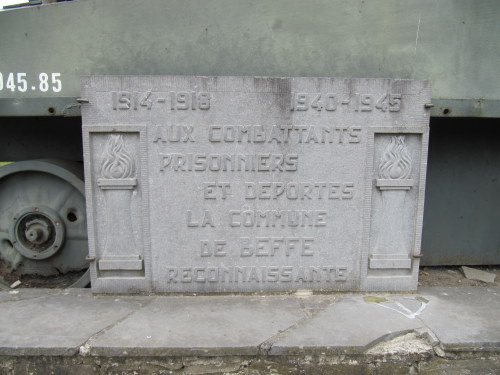 045.85
1914-1918 1940-1945
AUX COMBATTANTS
PRISONNIERS
ET DEPORTES
LA COMMUNE
DE BEFFE
RECONNAISSANTE